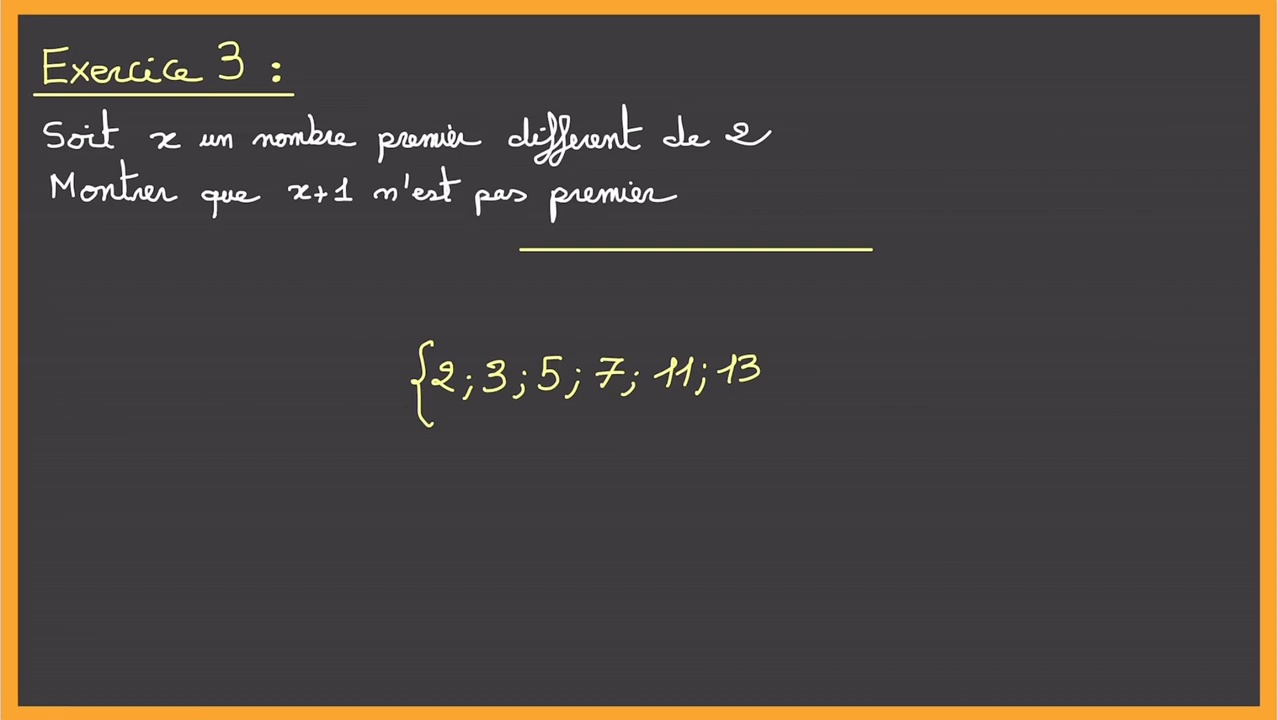 Exercice 3 :
Soit x un nombre premier différent de 2
Montrer que x+1 n'est pas premier
{2 ; 3 ; 5 ; 7 ; 11 ; 13